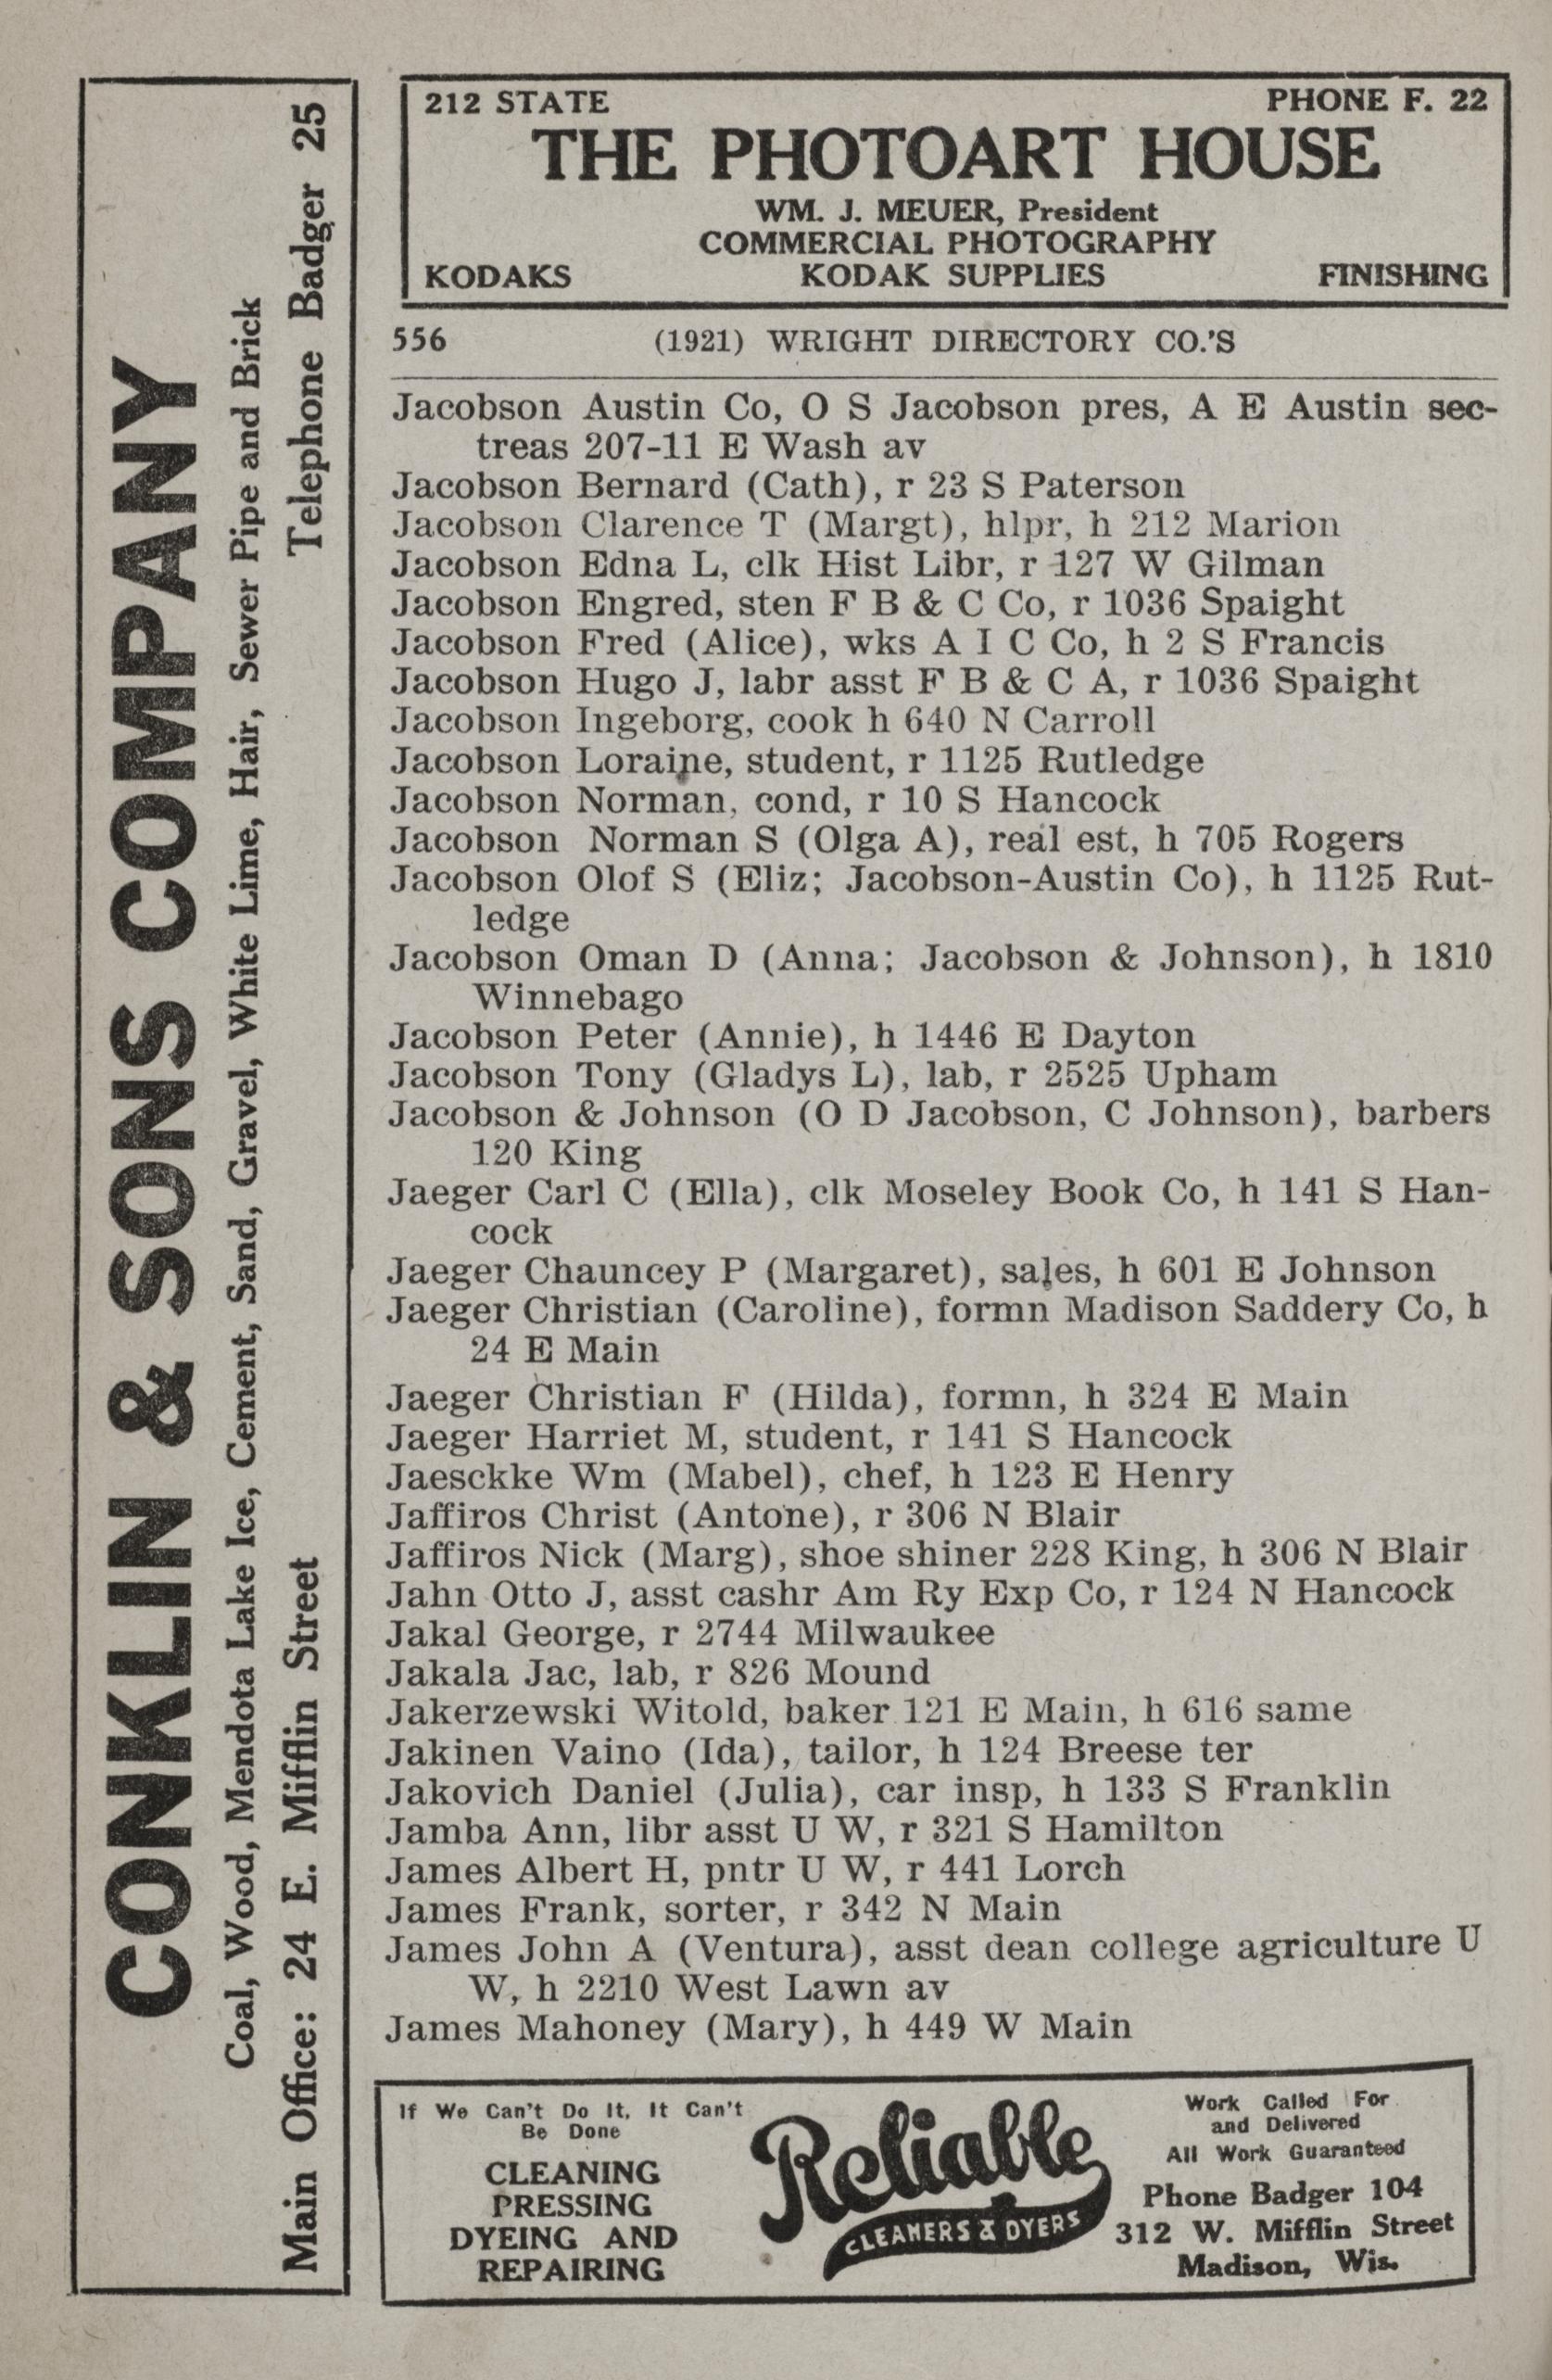 CONKLIN & SONS COMPANY
Coal, Wood, Mendota Lake Ice, Cement, Sand, Gravel, White Lime, Hair, Sewer Pipe and Brick
Main Office: 24 E. Mifflin Street Telephone Badger 25
212 STATE PHONE F. 22
THE PHOTOART HOUSE
WM. J. MEUER, President
COMMERCIAL PHOTOGRAPHY
KODAKS KODAK SUPPLIES FINISHING
556 (1921) WRIGHT DIRECTORY CO.'S
Jacobson Austin Co, O S Jacobson pres, A E Austin sec-
treas 207-11 E Wash av
Jacobson Bernard (Cath), r 23 S Paterson
Jacobson Clarence T (Margt), hlpr, h 212 Marion
Jacobson Edna L, clk Hist Libr, r 127 W Gilman
Jacobson Engred, sten F B & C Co, r 1036 Spaight
Jacobson Fred (Alice), wks A I C Co, h 2 S Francis
Jacobson Hugo J, labr asst F B & C A, r 1036 Spaight
Jacobson Ingeborg, cook h 640 N Carroll
Jacobson Loraine, student, r 1125 Rutledge
Jacobson Norman, cond, r 10 S Hancock
Jacobson Norman S (Olga A), real est, h 705 Rogers
Jacobson Olof S (Eliz; Jacobson-Austin Co), h 1125 Rut-
ledge
Jacobson Oman D (Anna; Jacobson & Johnson), h 1810
Winnebago
Jacobson Peter (Annie), h 1446 E Dayton
Jacobson Tony (Gladys L), lab, r 2525 Upham
Jacobson & Johnson (O D Jacobson, C Johnson), barbers
120 King
Jaeger Carl C (Ella), clk Moseley Book Co, h 141 S Han-
cock
Jaeger Chauncey P (Margaret), sales, h 601 E Johnson
Jaeger Christian (Caroline), formn Madison Saddery Co, h
24 E Main
Jaeger Christian F (Hilda), formn, h 324 E Main
Jaeger Harriet M, student, r 141 S Hancock
Jaesckke Wm (Mabel), chef, h 123 E Henry
Jaffiros Christ (Antone), r 306 N Blair
Jaffiros Nick (Marg), shoe shiner 228 King, h 306 N Blair
Jahn Otto J, asst cashr Am Ry Exp Co, r 124 N Hancock
Jakal George, r 2744 Milwaukee
Jakala Jac, lab, r 826 Mound
Jakerzewski Witold, baker 121 E Main, h 616 same
Jakinen Vaino (Ida), tailor, h 124 Breese ter
Jakovich Daniel (Julia), car insp, h 133 S Franklin
Jamba Ann, libr asst U W, r 321 S Hamilton
James Albert H, pntr U W, r 441 Lorch
James Frank, sorter, r 342 N Main
James John A (Ventura), asst dean college agriculture U
W, h 2210 West Lawn av
James Mahoney (Mary), h 449 W Main
If We Can't Do It, It Can't
Be Done
CLEANING
PRESSING
DYEING AND
REPAIRING
Reliable
CLEANERS & DYERS
Work Called For
and Delivered
All Work Guaranteed
Phone Badger 104
312 W. Mifflin Street
Madison, Wis.